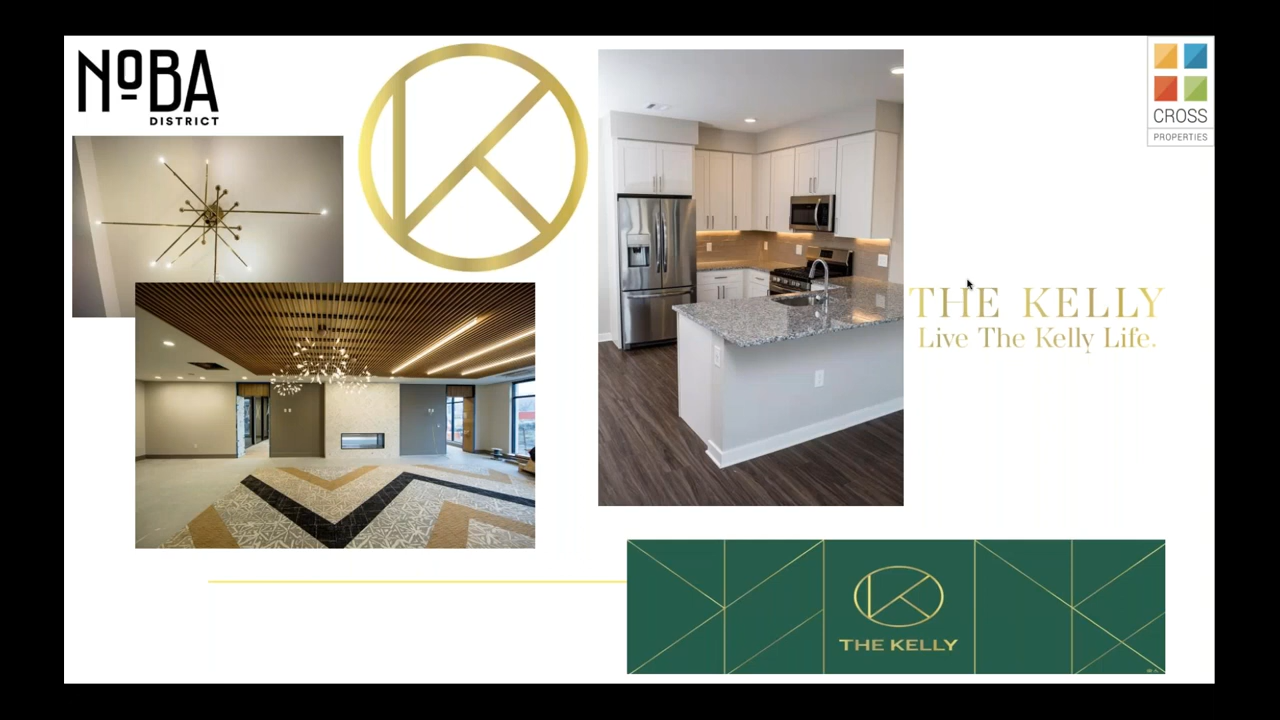 NoBA
DISTRICT
CROSS
PROPERTIES
THE KELLY
Live The Kelly Life.
THE KELLY